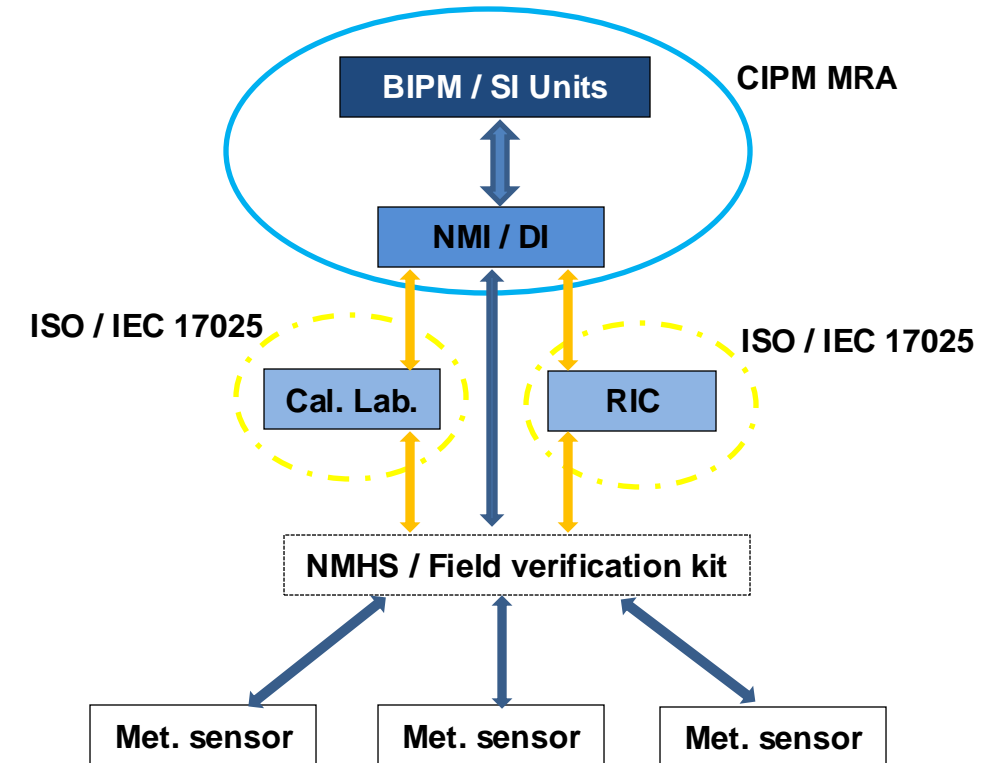 BIPM / SI Units
CIPM MRA
NMI / DI
ISO / IEC 17025
ISO / IEC 17025
Cal. Lab.
RIC
NMHS / Field verification kit
Met. sensor
Met. sensor
Met. sensor